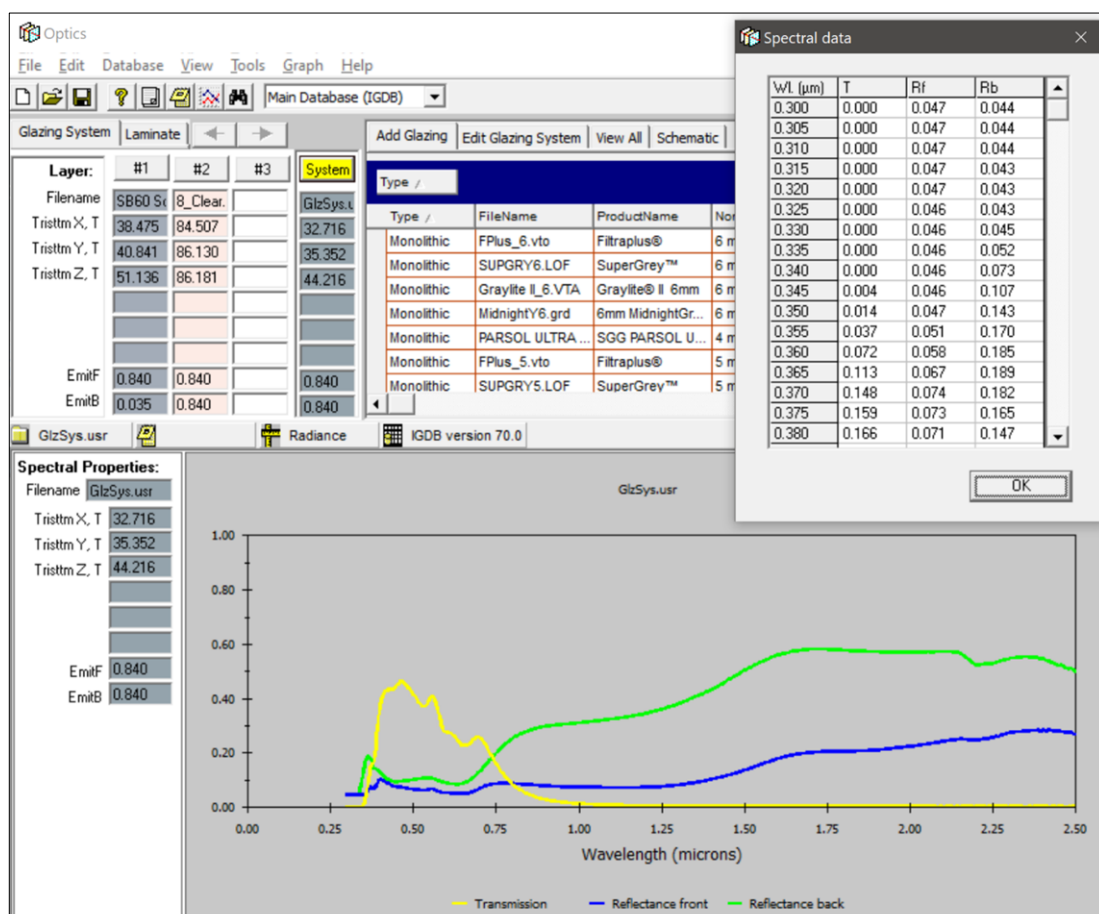 Optics
File Edit Database View Tools Graph Help
Main Database (IGDB)
Glazing System Laminate
Layer: #1 #2 #3 System
Filename SB60 8_Clear.
Tristtm X, T 38.475 84.507 32.716
Tristtm Y, T 40.841 86.130 35.352
Tristtm Z, T 51.136 86.181 44.216
EmitF 0.840 0.840 0.840
EmitB 0.035 0.840 0.840
Add Glazing Edit Glazing System View All Schematic
Type /
Type / FileName ProductName
Monolithic FPlus_6.vto Filtraplus® 6 m
Monolithic SUPGRY6.LOF SuperGrey™ 6 m
Monolithic Graylite II_6.VTA Graylite® II 6mm 6 m
Monolithic MidnightY6.grd 6mm MidnightGr... 6 m
Monolithic PARSOL ULTRA ... SGG PARSOL U... 4 m
Monolithic FPlus_5.vto Filtraplus® 5 m
Monolithic SUPGRY5.LOF SuperGrey™ 5 m
GlzSys.usr Radiance IGDB version 70.0
Spectral data
Wl. (µm) T Rf Rb
0.300 0.000 0.047 0.044
0.305 0.000 0.047 0.044
0.310 0.000 0.047 0.044
0.315 0.000 0.047 0.043
0.320 0.000 0.047 0.043
0.325 0.000 0.046 0.043
0.330 0.000 0.046 0.045
0.335 0.000 0.046 0.052
0.340 0.000 0.046 0.073
0.345 0.004 0.046 0.107
0.350 0.014 0.047 0.143
0.355 0.037 0.051 0.170
0.360 0.072 0.058 0.185
0.365 0.113 0.067 0.189
0.370 0.148 0.074 0.182
0.375 0.159 0.073 0.165
0.380 0.166 0.071 0.147
OK
Spectral Properties:
Filename GlzSys.usr
Tristtm X, T 32.716
Tristtm Y, T 35.352
Tristtm Z, T 44.216
EmitF 0.840
EmitB 0.840
GlzSys.usr
1.00
0.80
0.60
0.40
0.20
0.00
0.00 0.25 0.50 0.75 1.00 1.25 1.50 1.75 2.00 2.25 2.50
Wavelength (microns)
Transmission Reflectance front Reflectance back